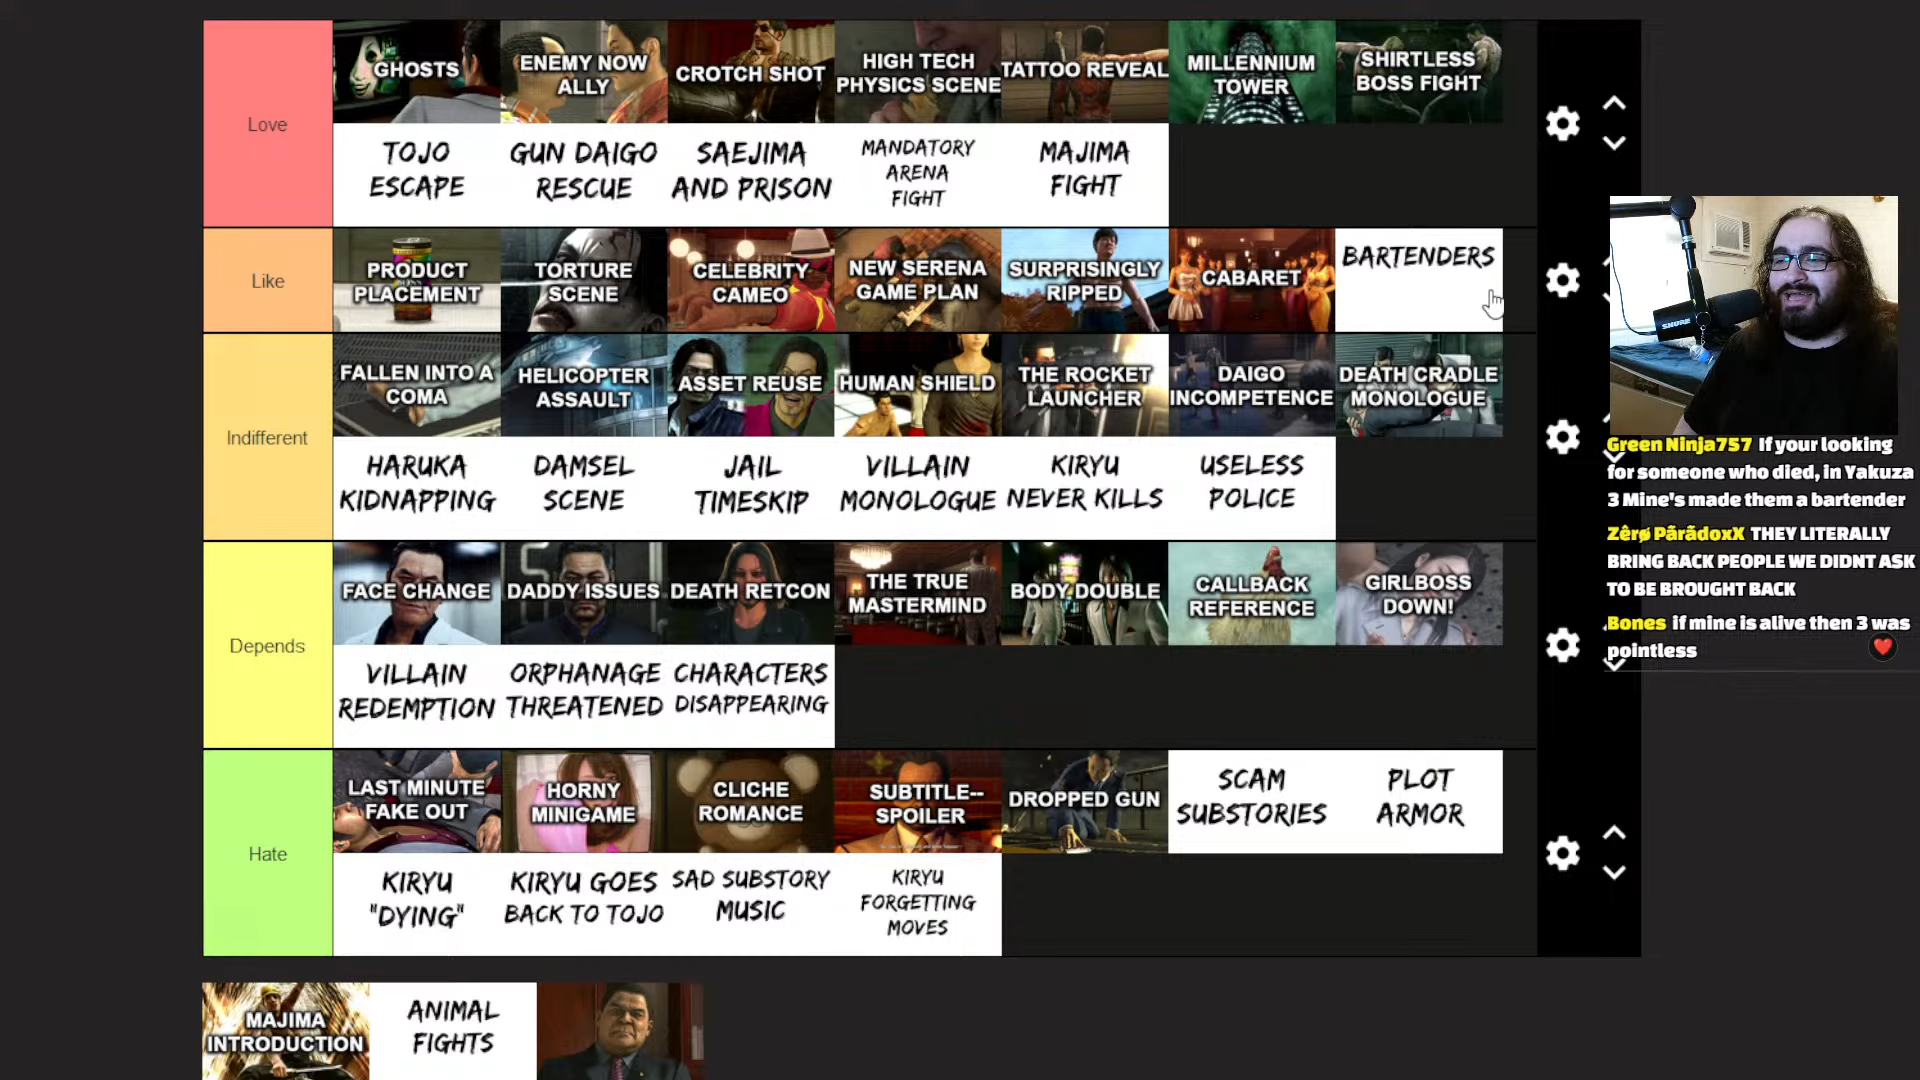 Love
GHOSTS
ENEMY NOW
ALLY
CROTCH SHOT
HIGH TECH
PHYSICS SCENE
TATTOO REVEAL
MILLENNIUM
TOWER
SHIRTLESS
BOSS FIGHT
TOJO
ESCAPE
GUN DAIGO
RESCUE
SAEJIMA
AND PRISON
MANDATORY
ARENA
FIGHT
MAJIMA
FIGHT
Like
PRODUCT
PLACEMENT
TORTURE
SCENE
CELEBRITY
CAMEO
NEW SERENA
GAME PLAN
SURPRISINGLY
RIPPED
CABARET
BARTENDERS
Indifferent
FALLEN INTO A
COMA
HELICOPTER
ASSAULT
ASSET REUSE
HUMAN SHIELD
THE ROCKET
LAUNCHER
DAIGO
INCOMPETENCE
DEATH CRADLE
MONOLOGUE
HARUKA
KIDNAPPING
DAMSEL
SCENE
JAIL
TIMESKIP
VILLAIN
MONOLOGUE
KIRYU
NEVER KILLS
USELESS
POLICE
Depends
FACE CHANGE
DADDY ISSUES
DEATH RETCON
THE TRUE
MASTERMIND
BODY DOUBLE
CALLBACK
REFERENCE
GIRLBOSS
DOWN!
VILLAIN
REDEMPTION
ORPHANAGE
THREATENED
CHARACTERS
DISAPPEARING
Hate
LAST MINUTE
FAKE OUT
HORNY
MINIGAME
CLICHE
ROMANCE
SUBTITLE--
SPOILER
DROPPED GUN
SCAM
SUBSTORIES
PLOT
ARMOR
KIRYU
"DYING"
KIRYU GOES
BACK TO TOJO
SAD SUBSTORY
MUSIC
KIRYU
FORGETTING
MOVES
MAJIMA
INTRODUCTION
ANIMAL
FIGHTS
SHURE
Green Ninja757 If your looking
for someone who died, in Yakuza
3 Mine's made them a bartender
Zêrø PãrãdoxX THEY LITERALLY
BRING BACK PEOPLE WE DIDNT ASK
TO BE BROUGHT BACK
Bones if mine is alive then 3 was
pointless